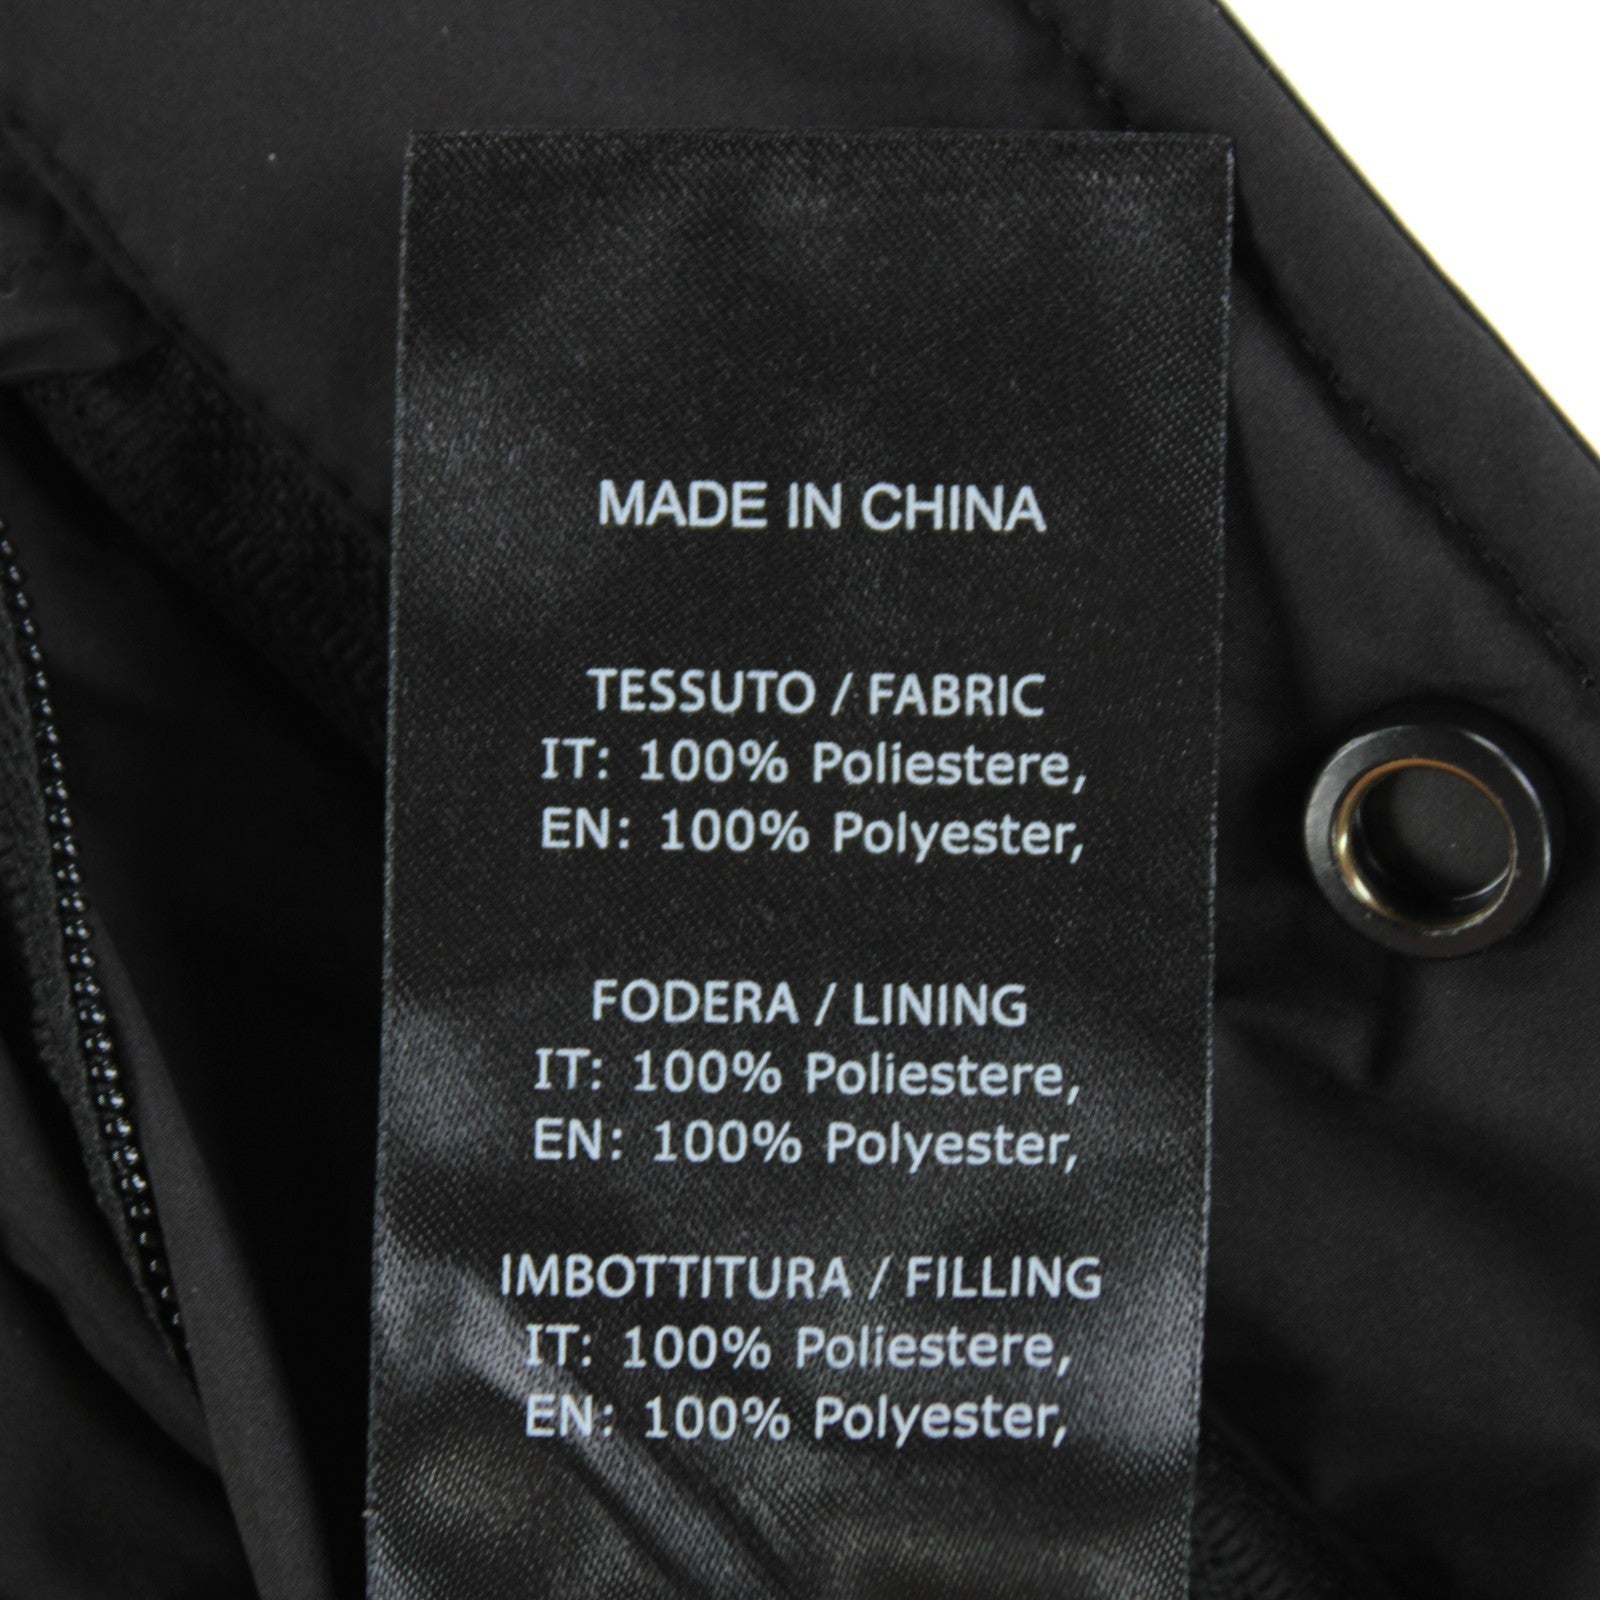 MADE IN CHINA
TESSUTO / FABRIC
IT: 100% Poliestere,
EN: 100% Polyester,
FODERA / LINING
IT: 100% Poliestere,
EN: 100% Polyester,
IMBOTTITURA / FILLING
IT: 100% Poliestere,
EN: 100% Polyester,